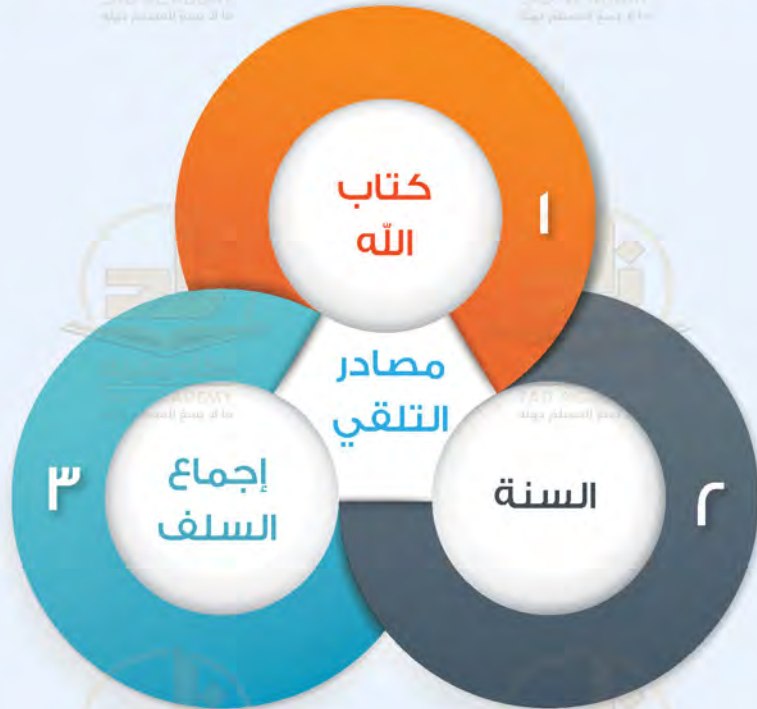 كتاب
الله
١
مصادر
التلقي
السنة
٢
إجماع
السلف
٣